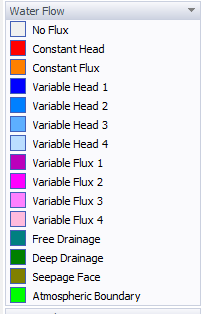 Water Flow
No Flux
Constant Head
Constant Flux
Variable Head 1
Variable Head 2
Variable Head 3
Variable Head 4
Variable Flux 1
Variable Flux 2
Variable Flux 3
Variable Flux 4
Free Drainage
Deep Drainage
Seepage Face
Atmospheric Boundary